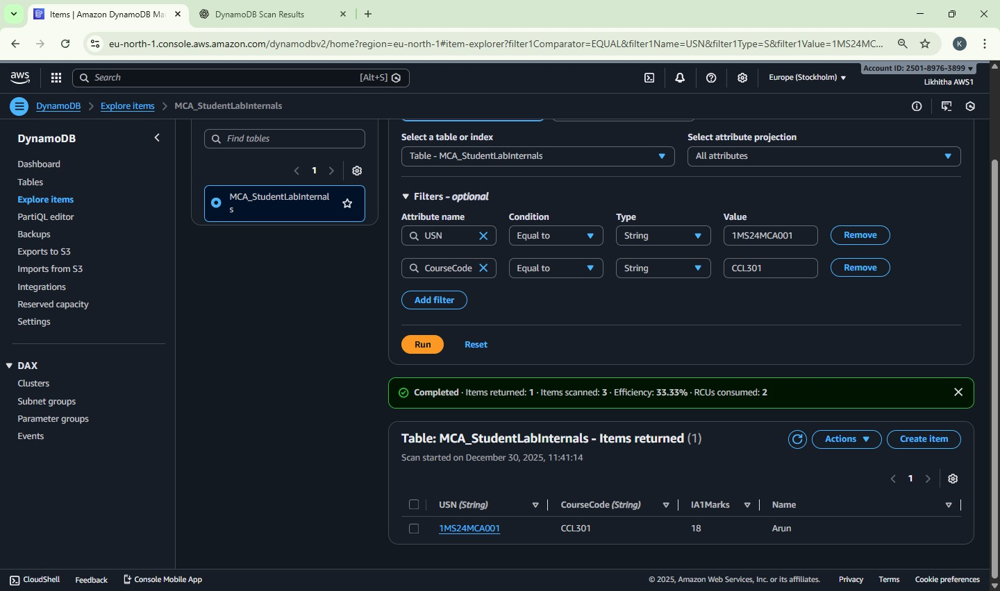 Items | Amazon DynamoDB Ma
DynamoDB Scan Results
eu-north-1.console.aws.amazon.com/dynamodbv2/home?region=eu-north-1#item-explorer?filter1Comparator=EQUAL&filter1Name=USN&filter1Type=S&filter1Value=1MS24MC...
K
aws
Search
[Alt+S]
Europe (Stockholm)
Account ID: 2501-8976-3899
Likhitha AWS1
DynamoDB
Explore items
MCA_StudentLabInternals
DynamoDB
Dashboard
Tables
Explore items
PartiQL editor
Backups
Exports to S3
Imports from S3
Integrations
Reserved capacity
Settings
DAX
Clusters
Subnet groups
Parameter groups
Events
Find tables
1
MCA_StudentLabInternal
s
Select a table or index
Select attribute projection
Table - MCA_StudentLabInternals
All attributes
Filters - optional
Attribute name
Condition
Type
Value
USN
Equal to
String
1MS24MCA001
Remove
CourseCode
Equal to
String
CCL301
Remove
Add filter
Run
Reset
Completed · Items returned: 1 · Items scanned: 3 · Efficiency: 33.33% · RCUs consumed: 2
Table: MCA_StudentLabInternals - Items returned (1)
Actions
Create item
Scan started on December 30, 2025, 11:41:14
1
USN (String)
CourseCode (String)
IA1Marks
Name
1MS24MCA001
CCL301
18
Arun
CloudShell
Feedback
Console Mobile App
© 2025, Amazon Web Services, Inc. or its affiliates.
Privacy
Terms
Cookie preferences